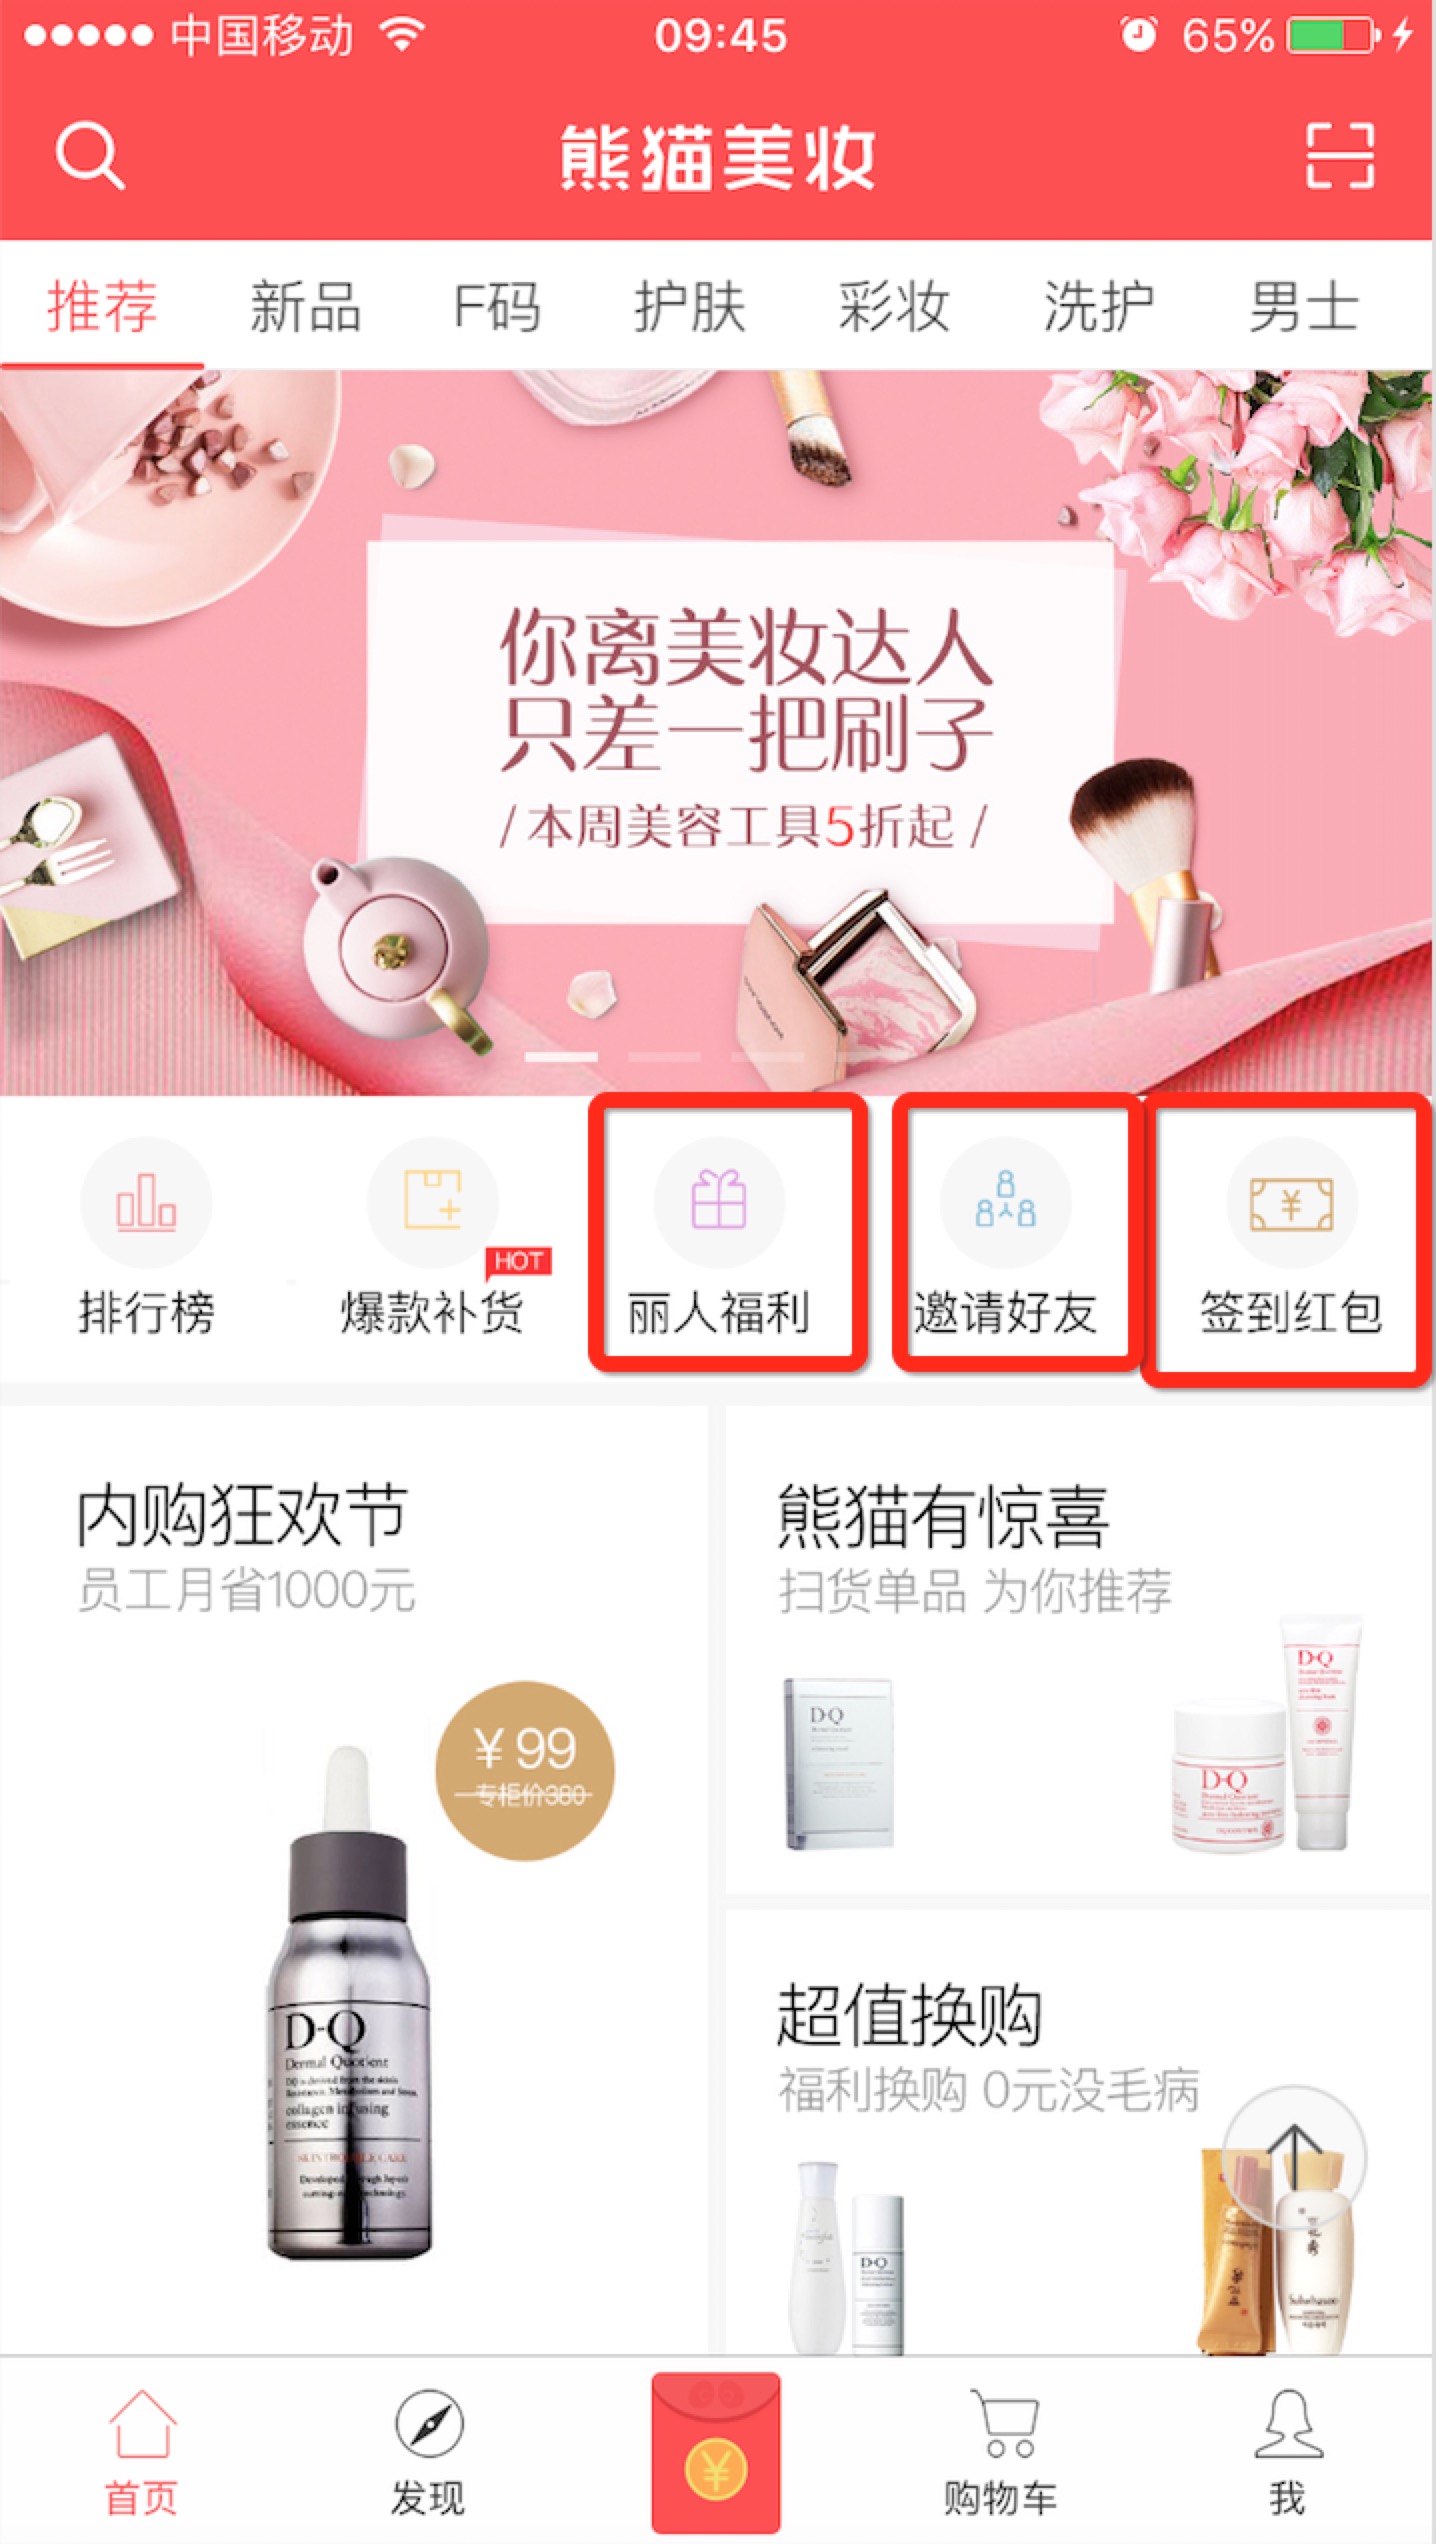 中国移动
09:45
65%
熊猫美妆
推荐 新品 F码 护肤 彩妆 洗护 男士
你离美妆达人
只差一把刷子
/ 本周美容工具5折起 /
HOT
排行榜 爆款补货 丽人福利 邀请好友 签到红包
内购狂欢节
员工月省1000元
¥99
专柜价380
D-Q
Dermal Quotient
collagen infusing
essence
熊猫有惊喜
扫货单品 为你推荐
D-Q
D-Q
D-Q
超值换购
福利换购 0元没毛病
D-Q
Sulwhasoo
首页 发现 ¥ 购物车 我